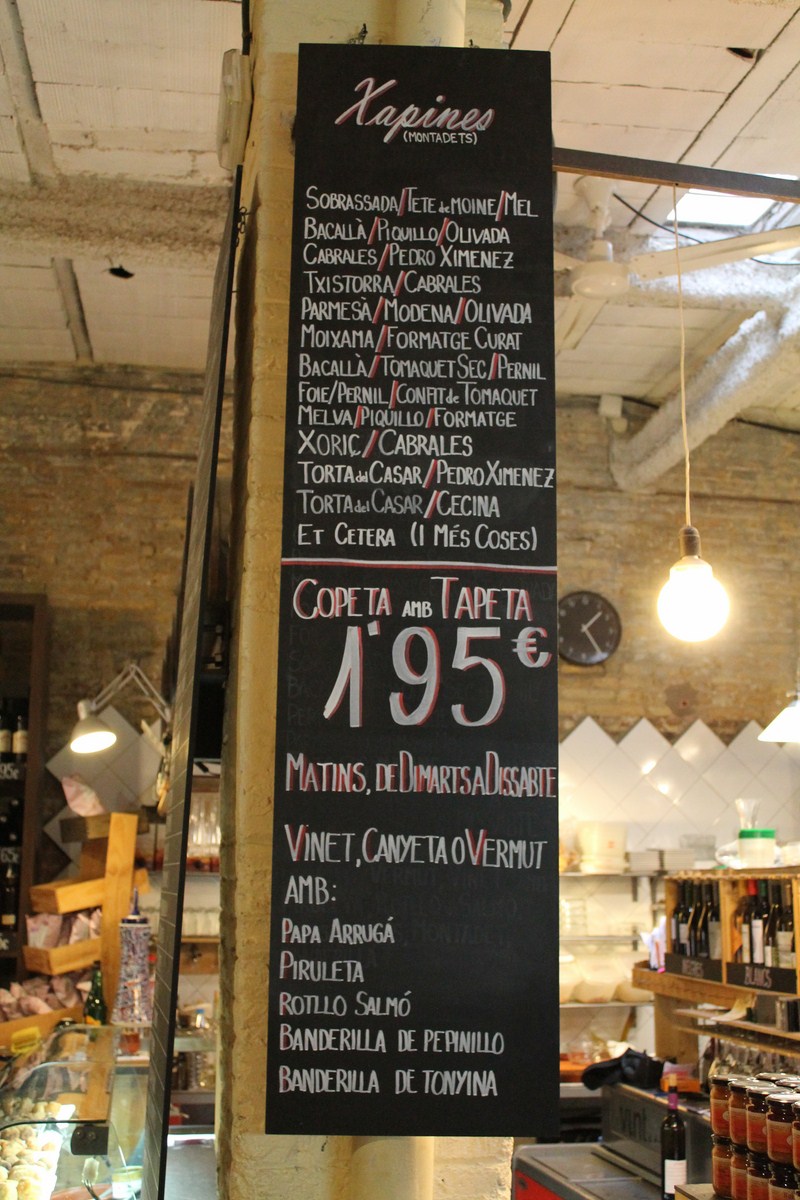 Xapines
(MONTADETS)
SOBRASSADA/TETE de MOINE/MEL
BACALLÀ/PIQUILLO/OLIVADA
CABRALES/PEDRO XIMENEZ
TXISTORRA/CABRALES
PARMESÀ/MODENA/OLIVADA
MOIXAMA/FORMATGE CURAT
BACALLÀ/TOMAQUET SEC/PERNIL
FOIE/PERNIL/CONFIT de TOMAQUET
MELVA/PIQUILLO/FORMATGE
XORIÇ/CABRALES
TORTA del CASAR/PEDRO XIMENEZ
TORTA del CASAR/CECINA
ET CETERA (I MÉS COSES)
COPETA AMB TAPETA
1'95€
MATINS, DE DIMARTS A DISSABTE
VINET, CANYETA O VERMUT
AMB:
PAPA ARRUGÁ
PIRULETA
ROTLLO SALMÓ
BANDERILLA DE PEPINILLO
BANDERILLA DE TONYINA
NEGRES
BLANCS